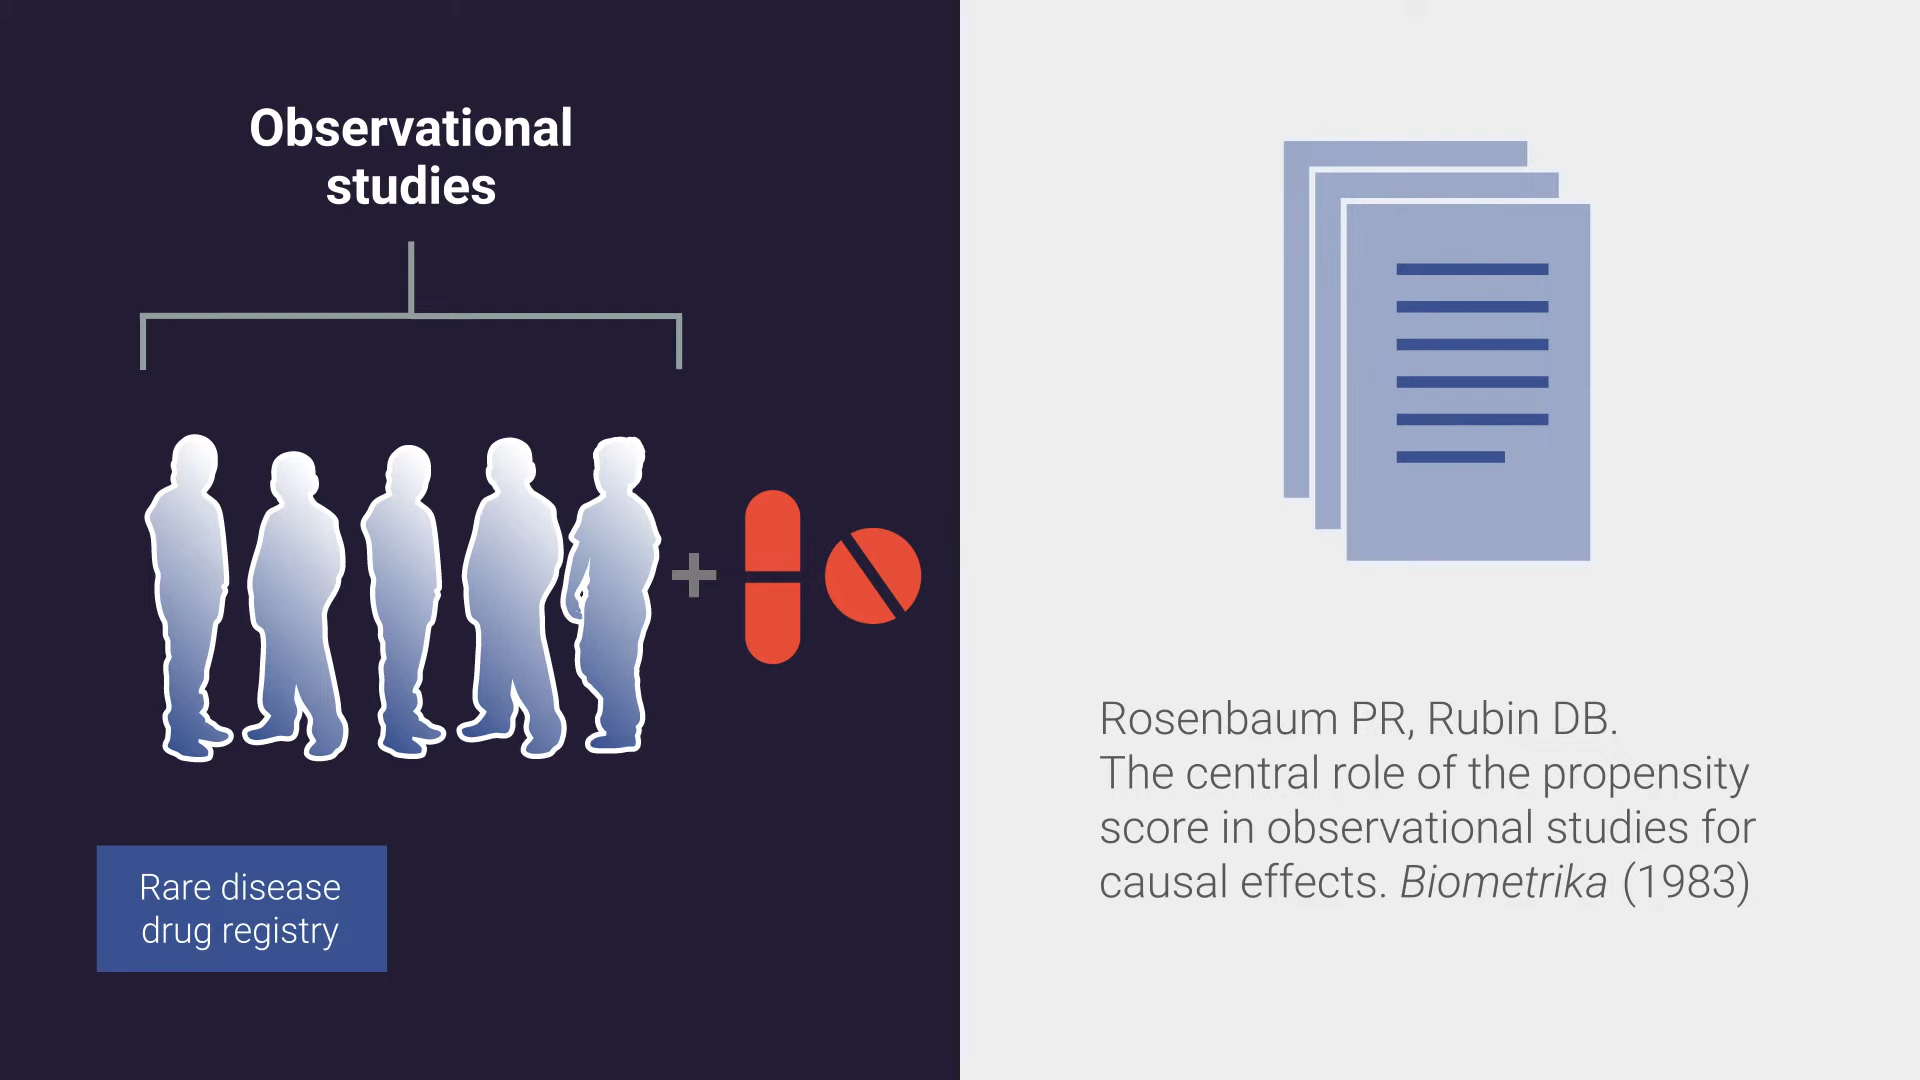 Observational
studies
Rare disease
drug registry
Rosenbaum PR, Rubin DB.
The central role of the propensity
score in observational studies for
causal effects. Biometrika (1983)